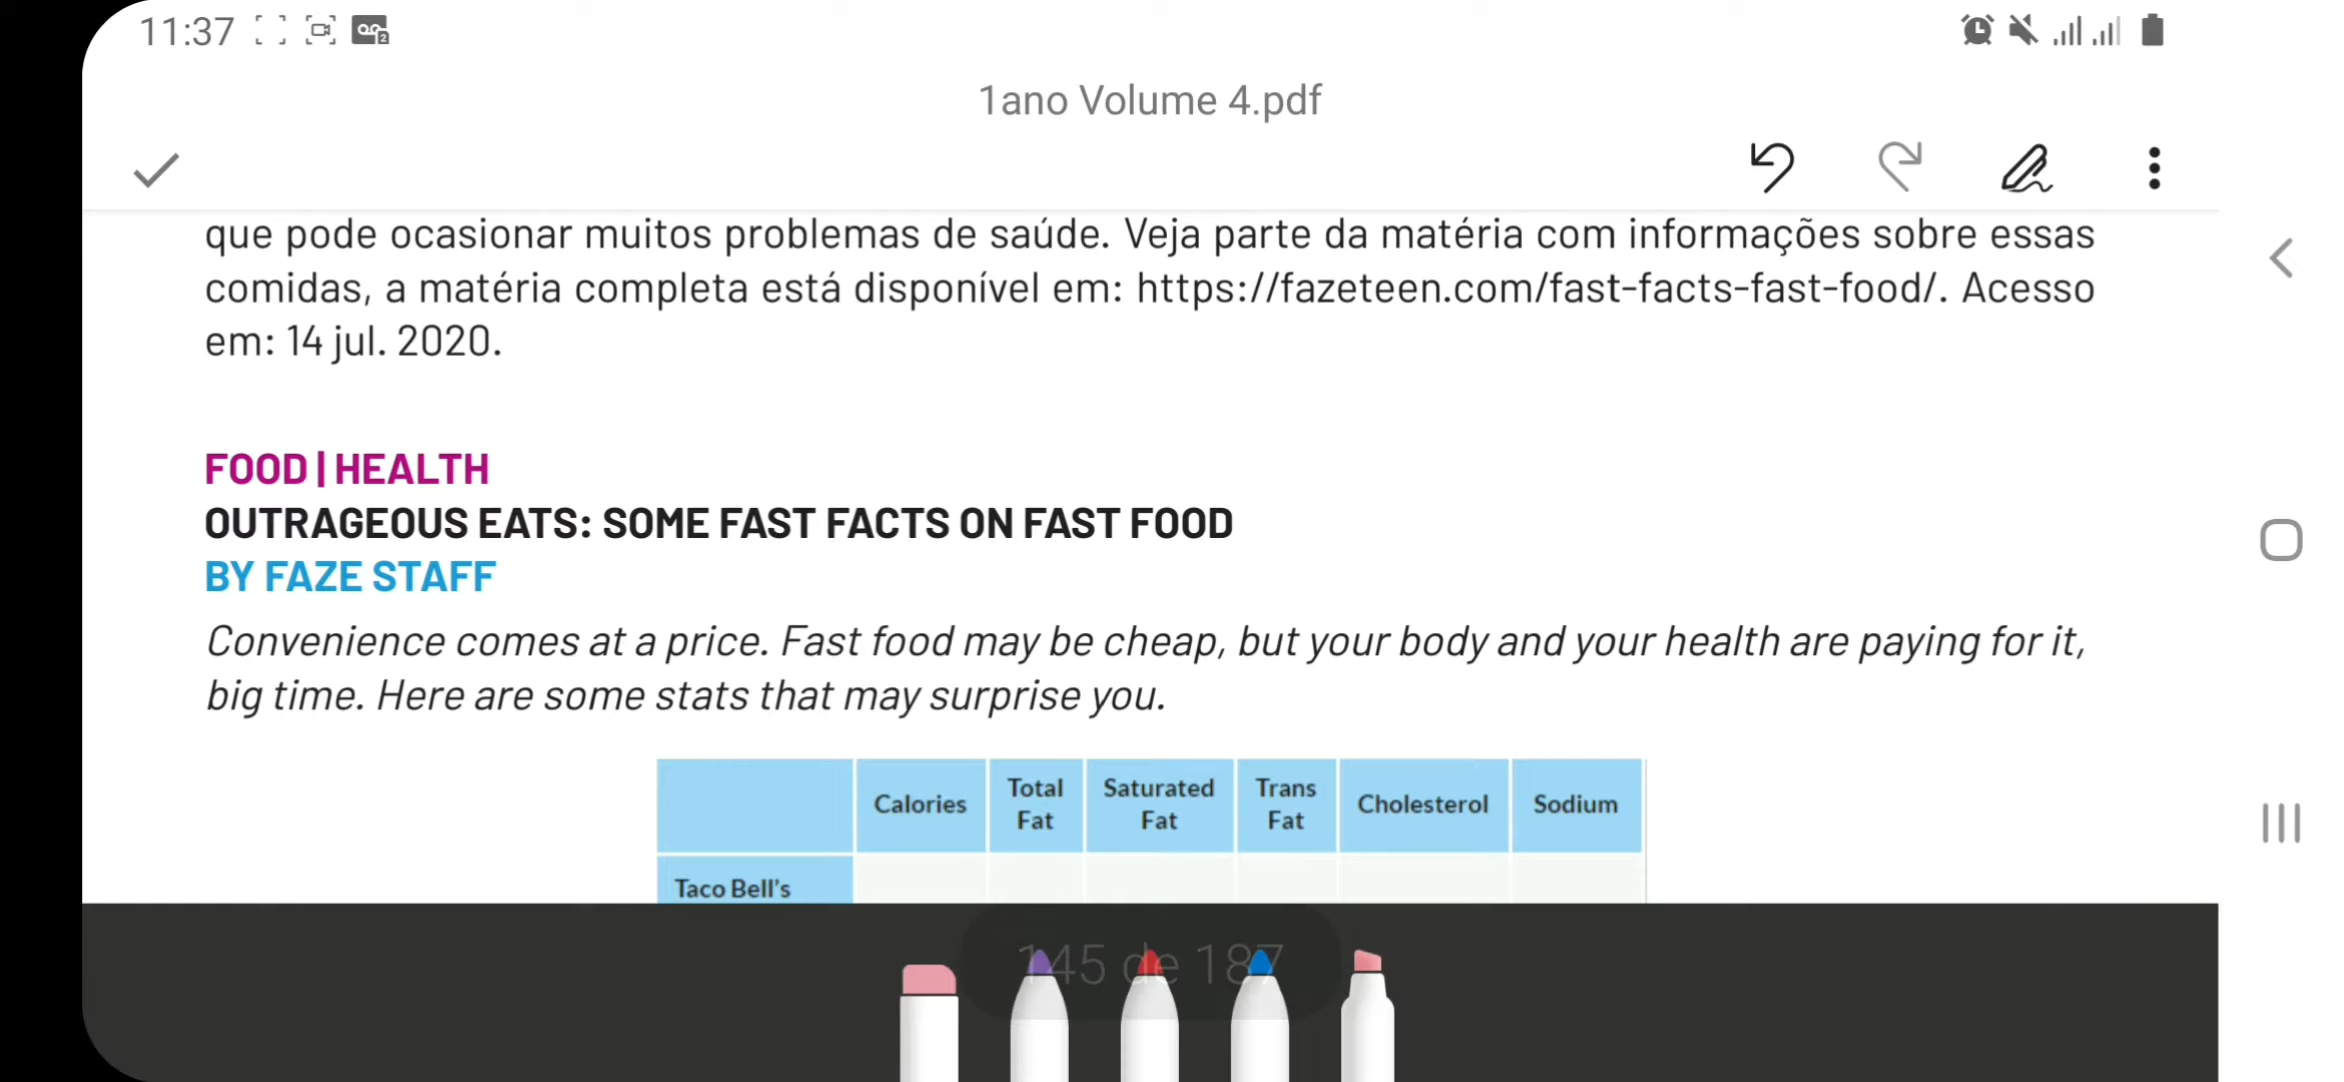 11:37
1ano Volume 4.pdf
que pode ocasionar muitos problemas de saúde. Veja parte da matéria com informações sobre essas
comidas, a matéria completa está disponível em: https://fazeteen.com/fast-facts-fast-food/. Acesso
em: 14 jul. 2020.
FOOD | HEALTH
OUTRAGEOUS EATS: SOME FAST FACTS ON FAST FOOD
BY FAZE STAFF
Convenience comes at a price. Fast food may be cheap, but your body and your health are paying for it,
big time. Here are some stats that may surprise you.
Calories Total Fat Saturated Fat Trans Fat Cholesterol Sodium
Taco Bell's
145 de 187